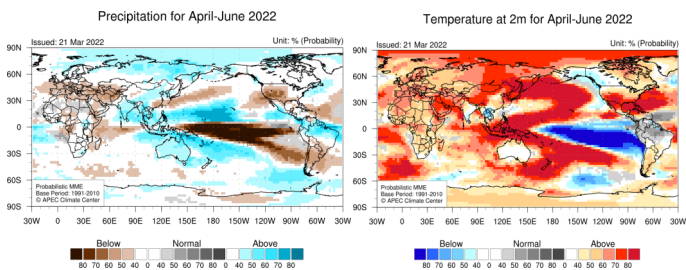 Precipitation for April-June 2022
Issued: 21 Mar 2022 Unit: % (Probability)
90N
60N
30N
0
30S
60S
90S
Probabilistic MME
Base Period: 1991-2010
© APEC Climate Center
30W 0 30E 60E 90E 120E 150E 180 150W 120W 90W 60W 30W
Below Normal Above
80 70 60 50 40 0 40 50 60 70 80 0 40 50 60 70 80
Temperature at 2m for April-June 2022
Issued: 21 Mar 2022 Unit: % (Probability)
90N
60N
30N
0
30S
60S
90S
Probabilistic MME
Base Period: 1991-2010
© APEC Climate Center
30W 0 30E 60E 90E 120E 150E 180 150W 120W 90W 60W 30W
Below Normal Above
80 70 60 50 40 0 40 50 60 70 80 0 40 50 60 70 80